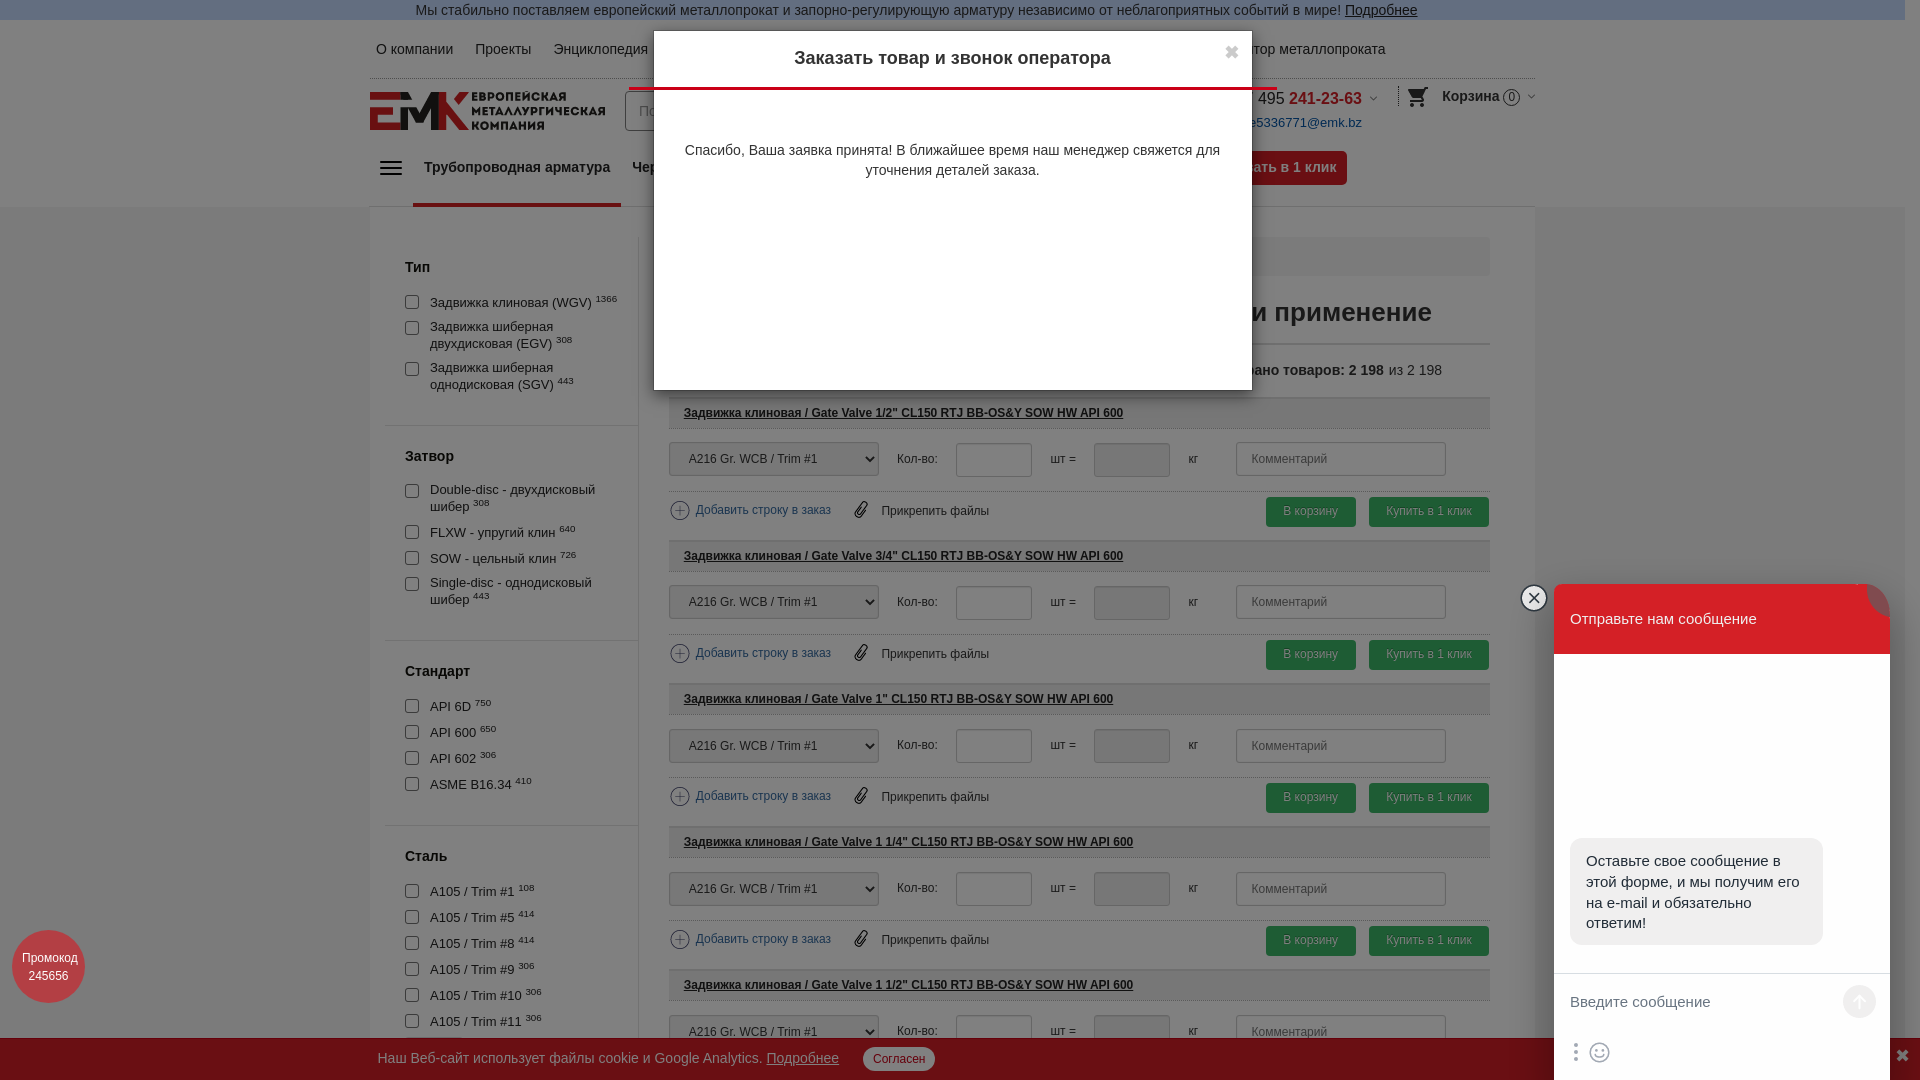 Мы стабильно поставляем европейский металлопрокат и запорно-регулирующую арматуру независимо от неблагоприятных событий в мире! Подробнее
О компании Проекты Энциклопедия тор металлопроката
ЕВРОПЕЙСКАЯ
МЕТАЛЛУРГИЧЕСКАЯ
КОМПАНИЯ
ЕМК
По
495 241-23-63
e5336771@emk.bz
Корзина 0
Трубопроводная арматура Чер
ать в 1 клик
Заказать товар и звонок оператора
Спасибо, Ваша заявка принята! В ближайшее время наш менеджер свяжется для
уточнения деталей заказа.
Тип
Задвижка клиновая (WGV) 1366
Задвижка шиберная
двухдисковая (EGV) 308
Задвижка шиберная
однодисковая (SGV) 443
Затвор
Double-disc - двухдисковый
шибер 308
FLXW - упругий клин 640
SOW - цельный клин 726
Single-disc - однодисковый
шибер 443
Стандарт
API 6D 750
API 600 650
API 602 306
ASME B16.34 410
Сталь
A105 / Trim #1 108
A105 / Trim #5 414
A105 / Trim #8 414
A105 / Trim #9 306
A105 / Trim #10 306
A105 / Trim #11 306
и применение
рано товаров: 2 198 из 2 198
Задвижка клиновая / Gate Valve 1/2" CL150 RTJ BB-OS&Y SOW HW API 600
A216 Gr. WCB / Trim #1 Кол-во: шт = кг Комментарий
Добавить строку в заказ Прикрепить файлы В корзину Купить в 1 клик
Задвижка клиновая / Gate Valve 3/4" CL150 RTJ BB-OS&Y SOW HW API 600
A216 Gr. WCB / Trim #1 Кол-во: шт = кг Комментарий
Добавить строку в заказ Прикрепить файлы В корзину Купить в 1 клик
Задвижка клиновая / Gate Valve 1" CL150 RTJ BB-OS&Y SOW HW API 600
A216 Gr. WCB / Trim #1 Кол-во: шт = кг Комментарий
Добавить строку в заказ Прикрепить файлы В корзину Купить в 1 клик
Задвижка клиновая / Gate Valve 1 1/4" CL150 RTJ BB-OS&Y SOW HW API 600
A216 Gr. WCB / Trim #1 Кол-во: шт = кг Комментарий
Добавить строку в заказ Прикрепить файлы В корзину Купить в 1 клик
Задвижка клиновая / Gate Valve 1 1/2" CL150 RTJ BB-OS&Y SOW HW API 600
A216 Gr. WCB / Trim #1 Кол-во: шт = кг Комментарий
Промокод
245656
Отправьте нам сообщение
Оставьте свое сообщение в
этой форме, и мы получим его
на e-mail и обязательно
ответим!
Введите сообщение
Наш Веб-сайт использует файлы cookie и Google Analytics. Подробнее Согласен